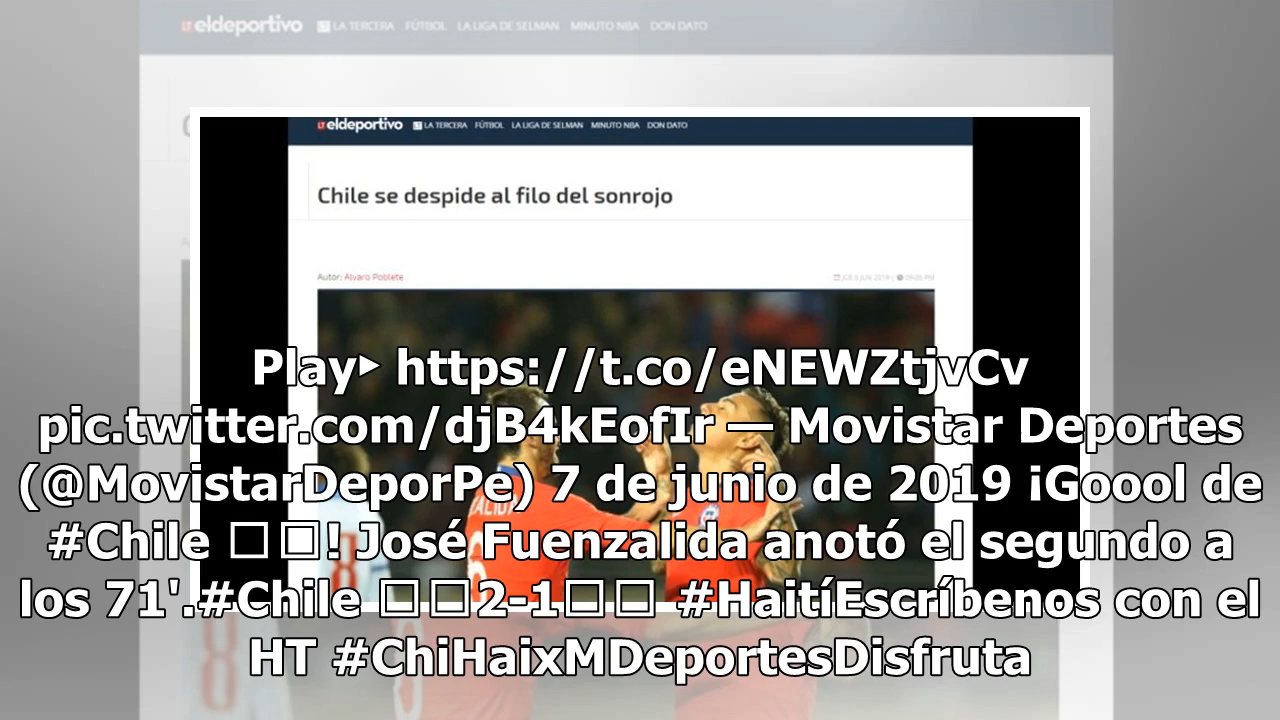 eldeportivo LT LA TERCERA FÚTBOL LA LIGA DE SELMAN MINUTO NBA DON DATO
LT eldeportivo LT LA TERCERA FÚTBOL LA LIGA DE SELMAN MINUTO NBA DON DATO
Chile se despide al filo del sonrojo
Autor: Alvaro Poblete
Play▶ https://t.co/eNEWZtjvCv
pic.twitter.com/djB4kEofIr — Movistar Deportes
(@MovistarDeporPe) 7 de junio de 2019 ¡Goool de
#Chile □□! José Fuenzalida anotó el segundo a
los 71'.#Chile □□2-1□□ #HaitíEscríbenos con el
HT #ChiHaixMDeportesDisfruta